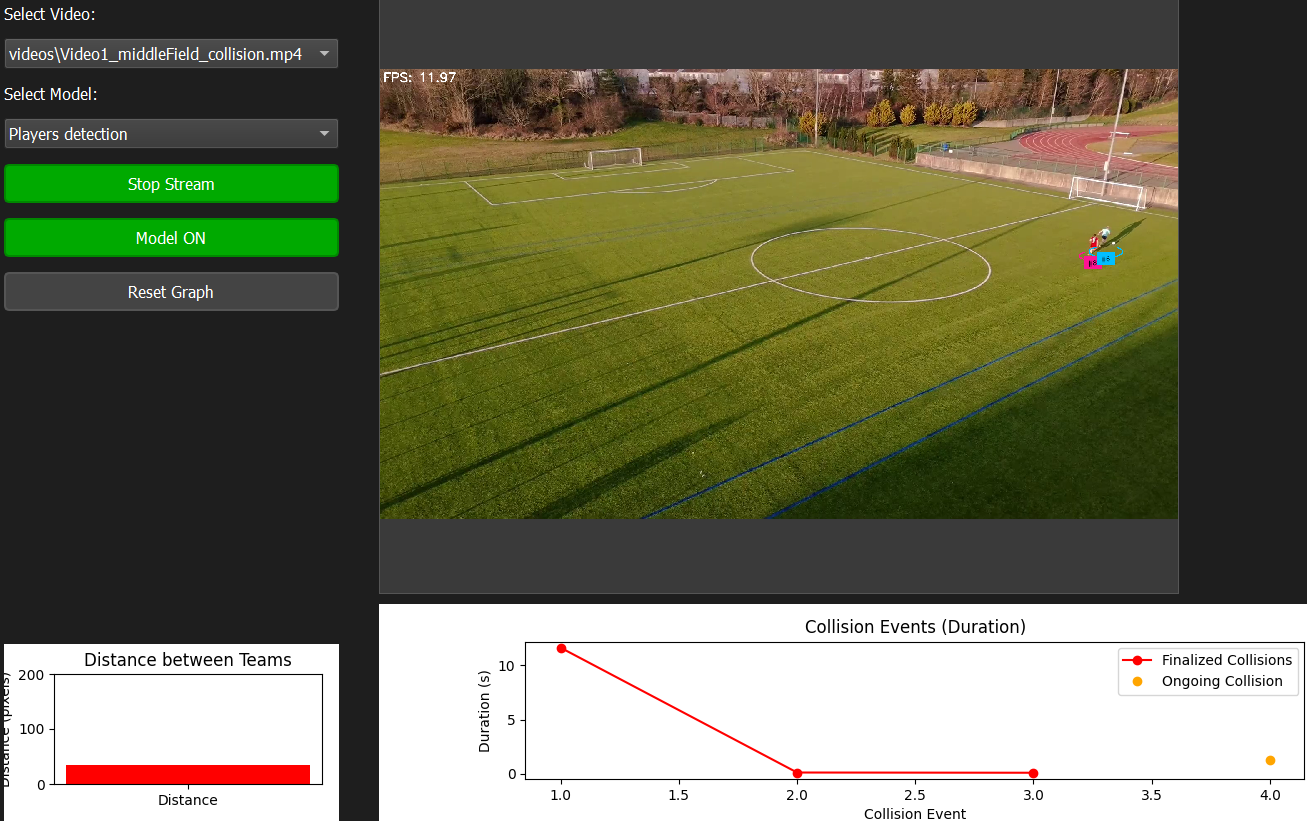 Select Video:
videos\Video1_middleField_collision.mp4
Select Model:
Players detection
Stop Stream
Model ON
Reset Graph
FPS: 11.97
Distance between Teams
Distance (pixels)
200
100
0
Distance
Collision Events (Duration)
Duration (s)
10
5
0
Finalized Collisions
Ongoing Collision
1.0 1.5 2.0 2.5 3.0 3.5 4.0
Collision Event